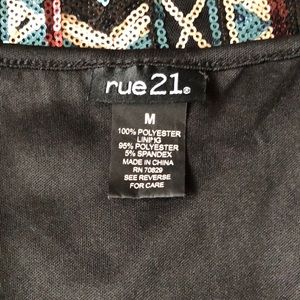 rue21®
M
100% POLYESTER
LINING
95% POLYESTER
5% SPANDEX
MADE IN CHINA
RN 70829
SEE REVERSE
FOR CARE